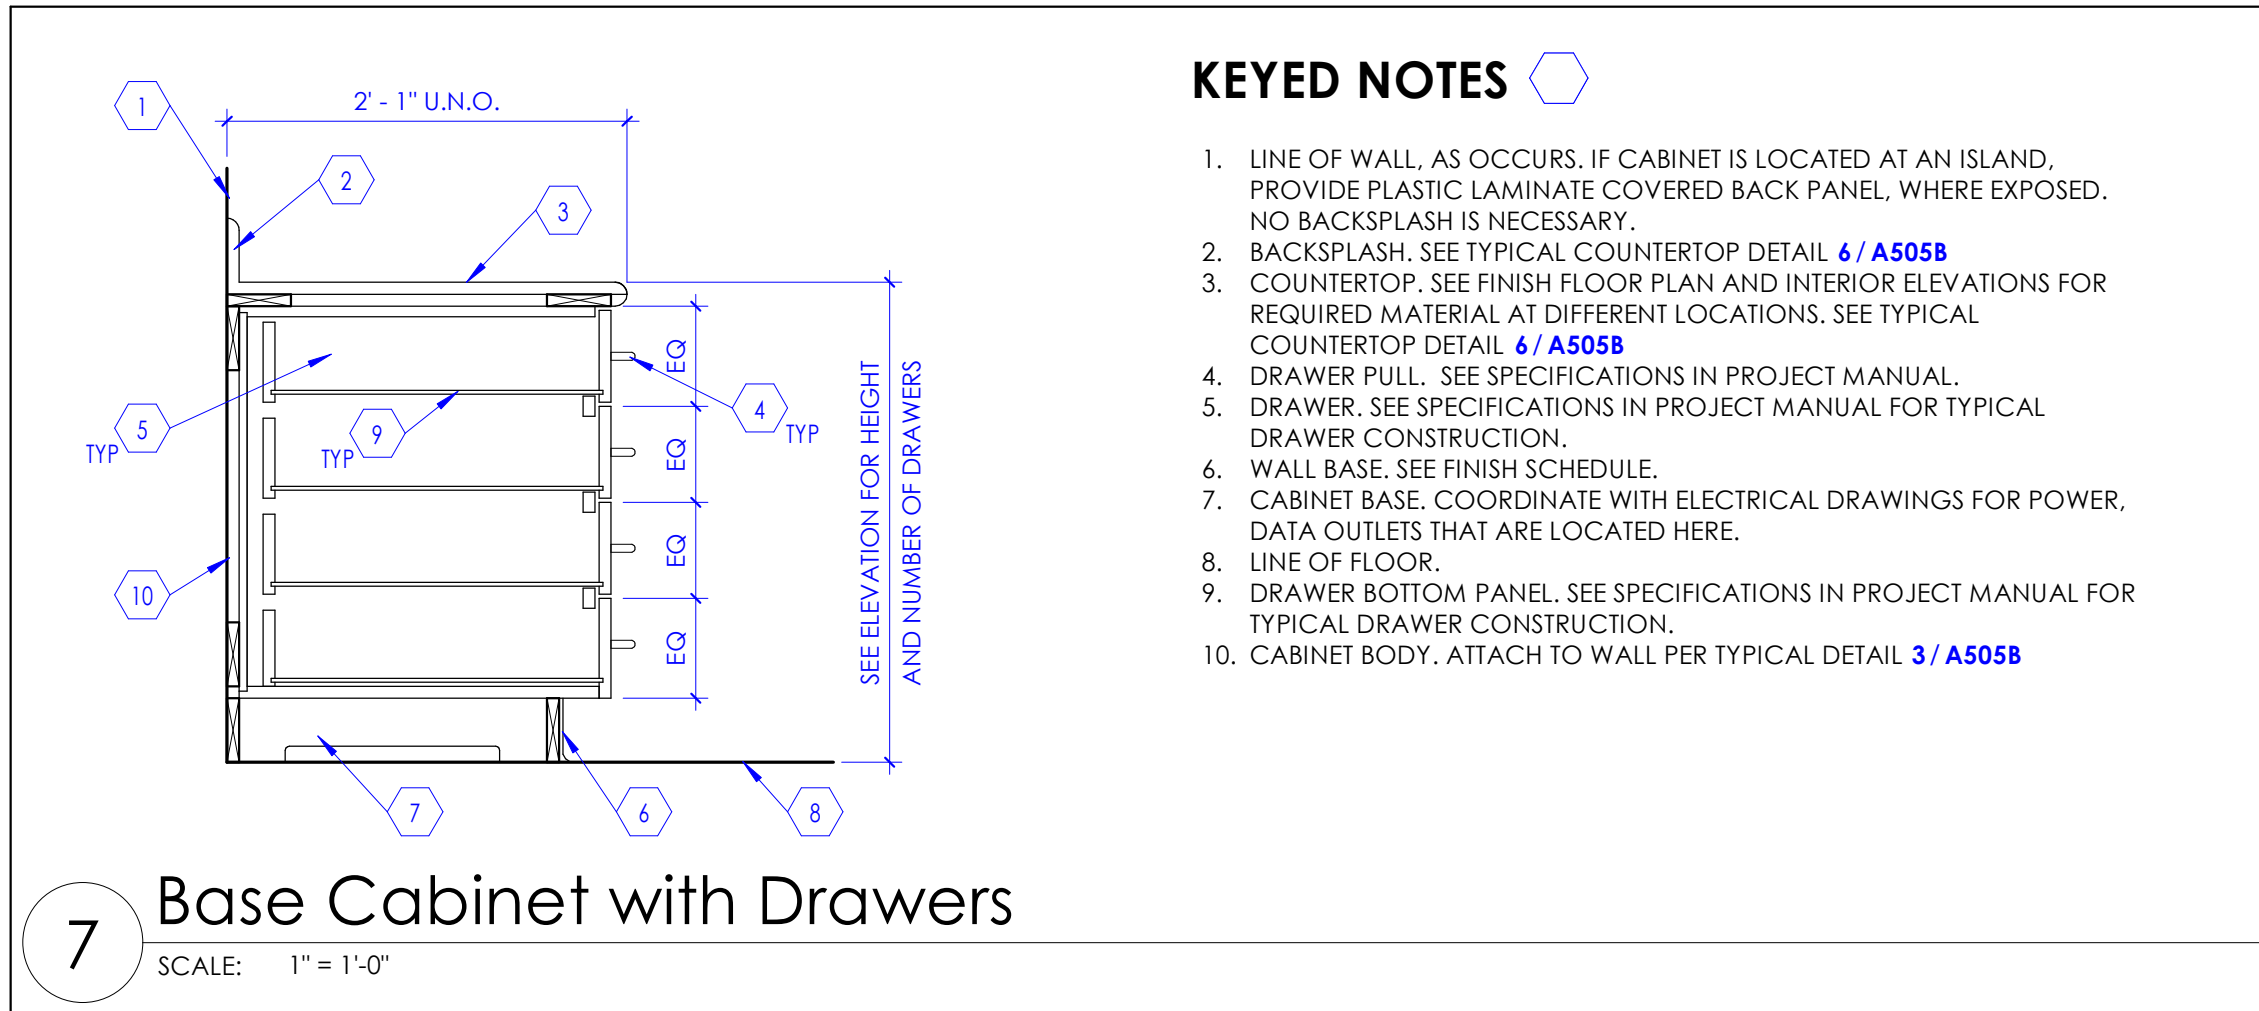 1
2' - 1" U.N.O.
2
3
EQ
EQ
EQ
EQ
4
TYP
5
TYP
9
TYP
10
SEE ELEVATION FOR HEIGHT
AND NUMBER OF DRAWERS
7
6
8
KEYED NOTES
1. LINE OF WALL, AS OCCURS. IF CABINET IS LOCATED AT AN ISLAND,
PROVIDE PLASTIC LAMINATE COVERED BACK PANEL, WHERE EXPOSED.
NO BACKSPLASH IS NECESSARY.
2. BACKSPLASH. SEE TYPICAL COUNTERTOP DETAIL 6 / A505B
3. COUNTERTOP. SEE FINISH FLOOR PLAN AND INTERIOR ELEVATIONS FOR
REQUIRED MATERIAL AT DIFFERENT LOCATIONS. SEE TYPICAL
COUNTERTOP DETAIL 6 / A505B
4. DRAWER PULL. SEE SPECIFICATIONS IN PROJECT MANUAL.
5. DRAWER. SEE SPECIFICATIONS IN PROJECT MANUAL FOR TYPICAL
DRAWER CONSTRUCTION.
6. WALL BASE. SEE FINISH SCHEDULE.
7. CABINET BASE. COORDINATE WITH ELECTRICAL DRAWINGS FOR POWER,
DATA OUTLETS THAT ARE LOCATED HERE.
8. LINE OF FLOOR.
9. DRAWER BOTTOM PANEL. SEE SPECIFICATIONS IN PROJECT MANUAL FOR
TYPICAL DRAWER CONSTRUCTION.
10. CABINET BODY. ATTACH TO WALL PER TYPICAL DETAIL 3 / A505B
7
Base Cabinet with Drawers
SCALE: 1" = 1'-0"